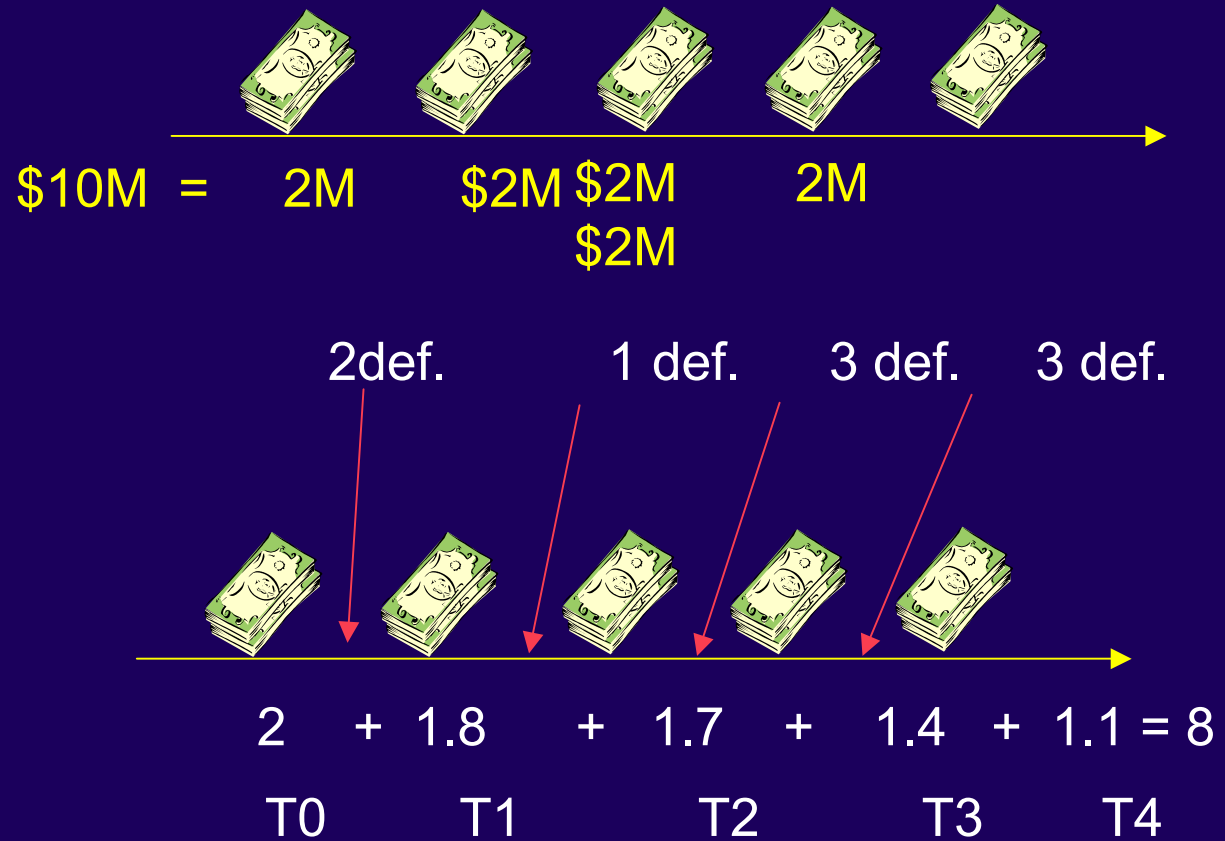 $10M = 2M $2M $2M 2M
$2M
2def. 1 def. 3 def. 3 def.
2 + 1.8 + 1.7 + 1.4 + 1.1 = 8
T0 T1 T2 T3 T4